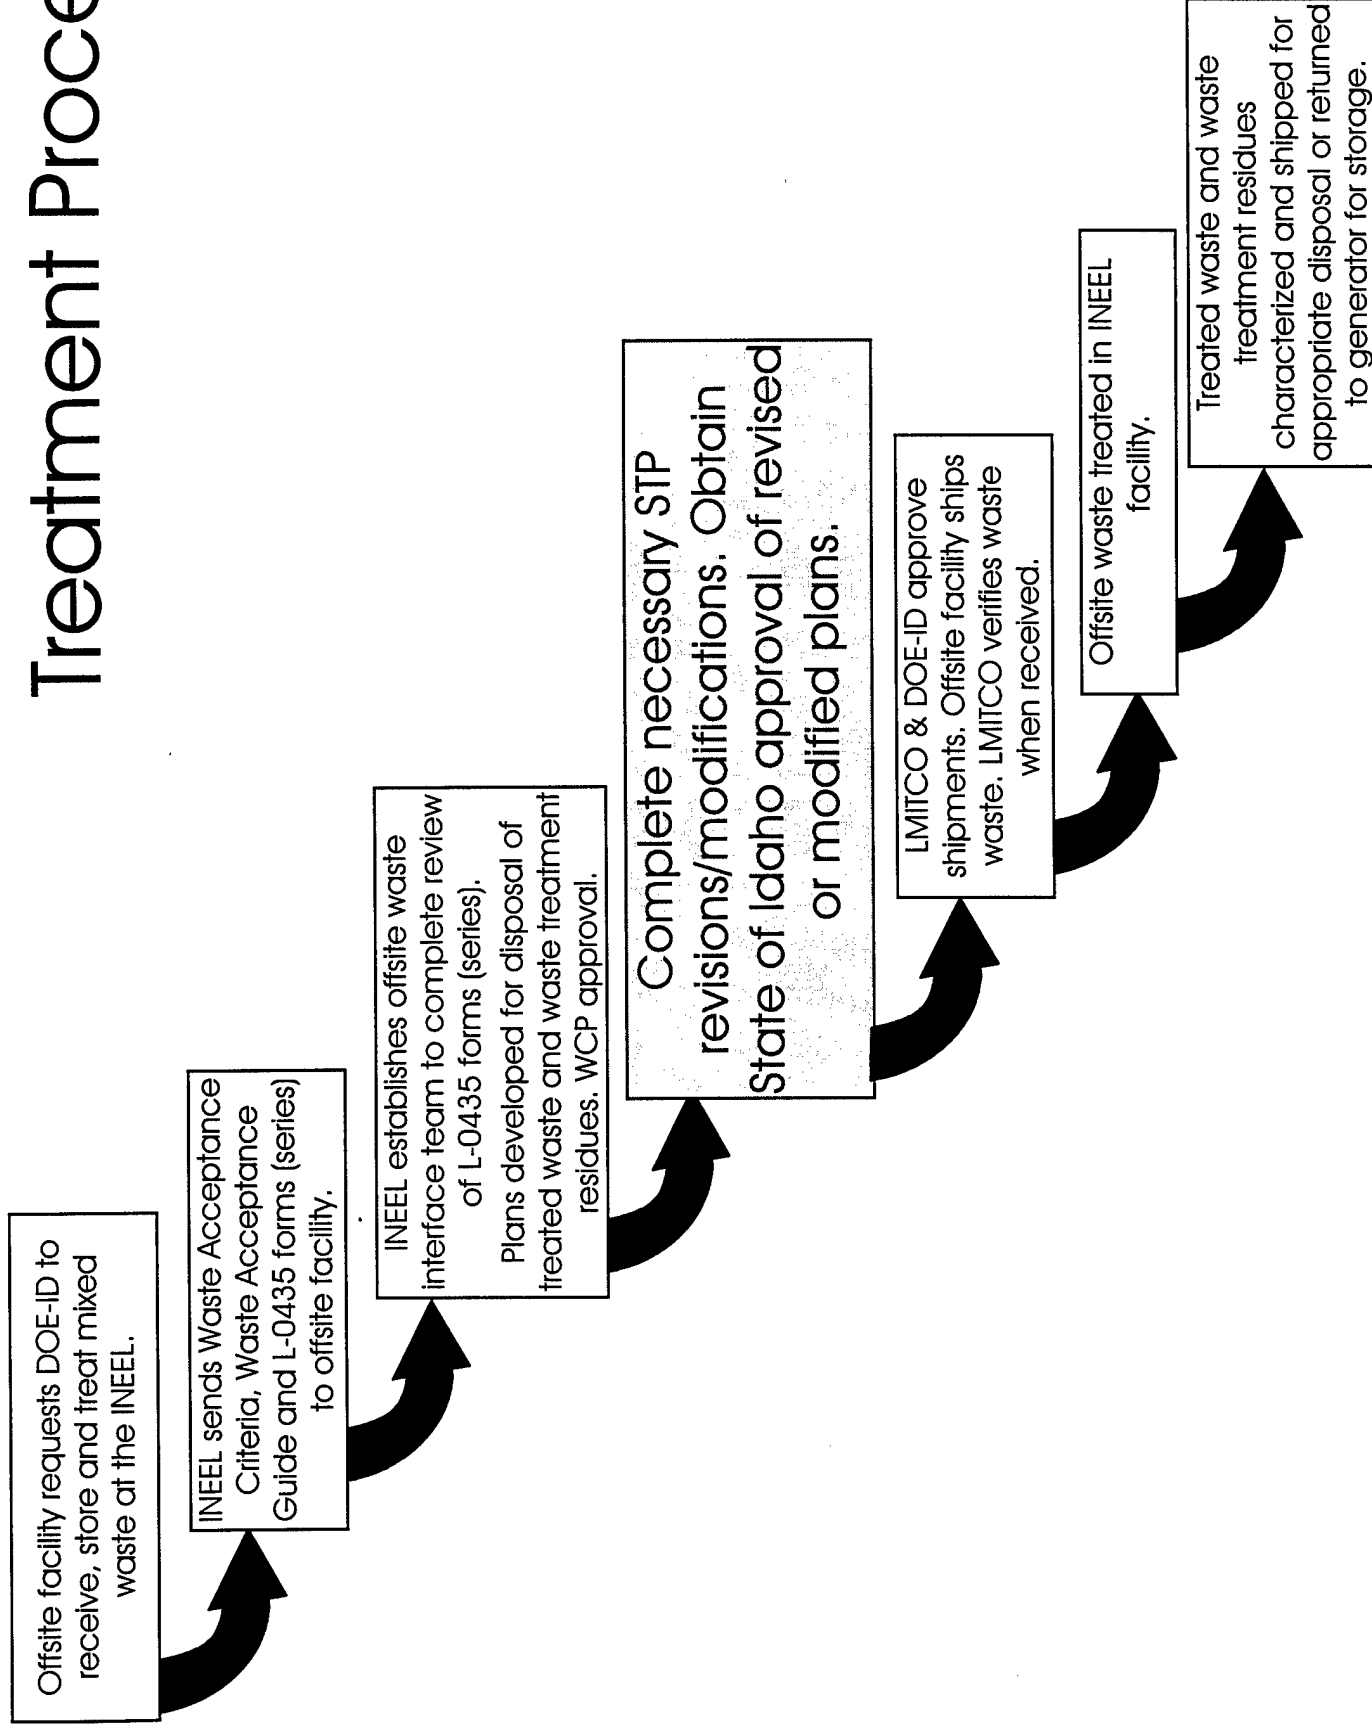 Treatment Proce
Offsite facility requests DOE-ID to
receive, store and treat mixed
waste at the INEEL.
INEEL sends Waste Acceptance
Criteria, Waste Acceptance
Guide and L-0435 forms (series)
to offsite facility.
INEEL establishes offsite waste
interface team to complete review
of L-0435 forms (series).
Plans developed for disposal of
treated waste and waste treatment
residues. WCP approval.
Complete necessary STP
revisions/modifications. Obtain
State of Idaho approval of revised
or modified plans.
LMITCO & DOE-ID approve
shipments. Offsite facility ships
waste. LMITCO verifies waste
when received.
Offsite waste treated in INEEL
facility.
Treated waste and waste
treatment residues
characterized and shipped for
appropriate disposal or returned
to generator for storage.